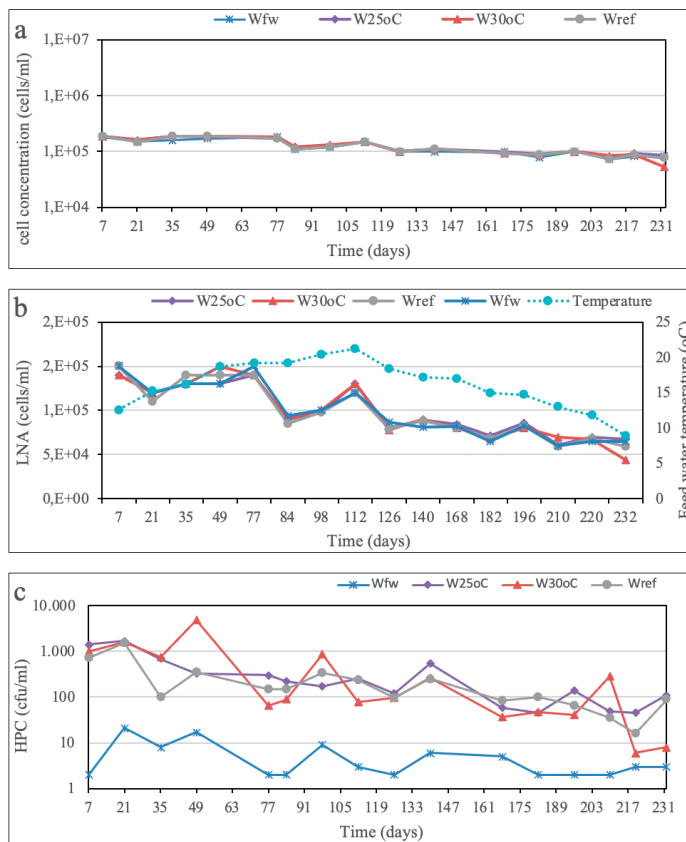 a
Wfw W25oC W30oC Wref
cell concentration (cells/ml)
1,E+07
1,E+06
1,E+05
1,E+04
7 21 35 49 63 77 91 105 119 133 147 161 175 189 203 217 231
Time (days)
b
W25oC W30oC Wref Wfw Temperature
LNA (cells/ml)
2,E+05
2,E+05
1,E+05
5,E+04
0,E+00
25
20
15
10
5
0
Feed water temperature (oC)
7 21 35 49 77 84 98 112 126 140 168 182 196 210 220 232
Time (days)
c
Wfw W25oC W30oC Wref
HPC (cfu/ml)
10.000
1.000
100
10
1
7 21 35 49 63 77 91 105 119 133 147 161 175 189 203 217 231
Time (days)